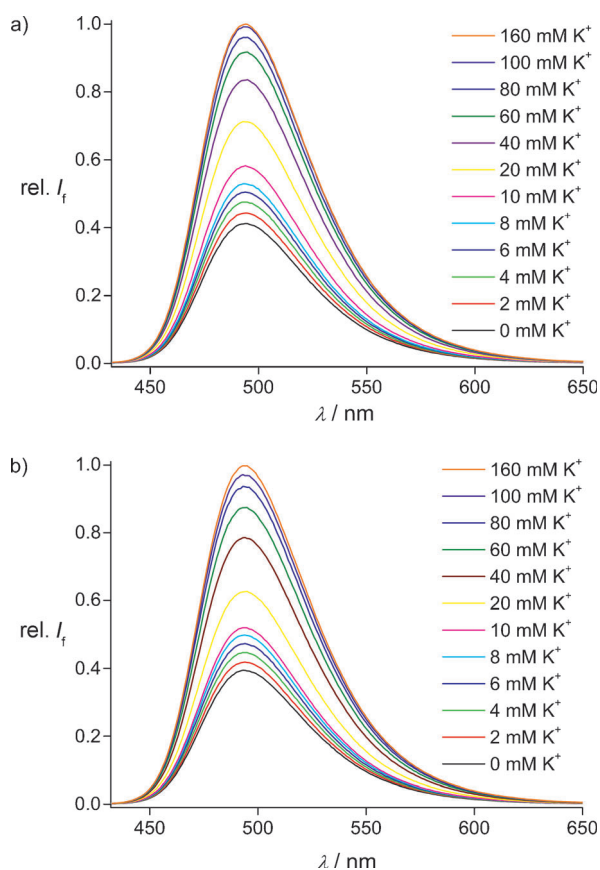 a)
1.0
0.8
0.6
0.4
0.2
0.0
rel. I_f
450 500 550 600 650
λ / nm
160 mM K⁺
100 mM K⁺
80 mM K⁺
60 mM K⁺
40 mM K⁺
20 mM K⁺
10 mM K⁺
8 mM K⁺
6 mM K⁺
4 mM K⁺
2 mM K⁺
0 mM K⁺
b)
1.0
0.8
0.6
0.4
0.2
0.0
rel. I_f
450 500 550 600 650
λ / nm
160 mM K⁺
100 mM K⁺
80 mM K⁺
60 mM K⁺
40 mM K⁺
20 mM K⁺
10 mM K⁺
8 mM K⁺
6 mM K⁺
4 mM K⁺
2 mM K⁺
0 mM K⁺